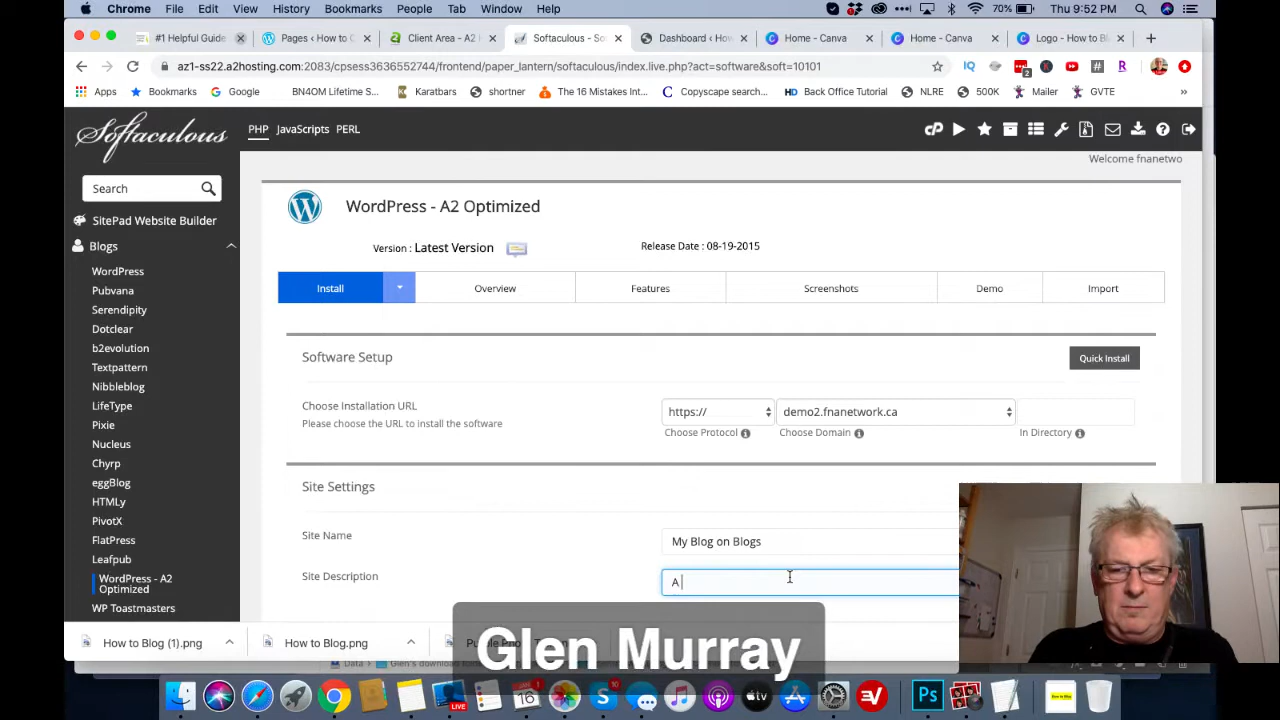 Chrome File Edit View History Bookmarks People Tab Window Help 70% Thu 9:52 PM
#1 Helpful Guide Pages ‹ How to C Client Area - A2 H Softaculous - So Dashboard ‹ How Home - Canva Home - Canva Logo - How to Bl
az1-ss22.a2hosting.com:2083/cpsess3636552744/frontend/paper_lantern/softaculous/index.live.php?act=software&soft=10101
Apps Bookmarks Google BN4OM Lifetime S... Karatbars shortner The 16 Mistakes Int... Copyscape search... Back Office Tutorial NLRE 500K Mailer GVTE »
Softaculous
PHP JavaScripts PERL
Welcome fnanetwo
Search
SitePad Website Builder
Blogs
WordPress
Pubvana
Serendipity
Dotclear
b2evolution
Textpattern
Nibbleblog
LifeType
Pixie
Nucleus
Chyrp
eggBlog
HTMLy
PivotX
FlatPress
Leafpub
WordPress - A2
Optimized
WP Toastmasters
WordPress - A2 Optimized
Version : Latest Version Release Date : 08-19-2015
Install Overview Features Screenshots Demo Import
Software Setup
Quick Install
Choose Installation URL
Please choose the URL to install the software
https:// demo2.fnanetwork.ca
Choose Protocol Choose Domain In Directory
Site Settings
Site Name
My Blog on Blogs
Site Description
A
How to Blog (1).png How to Blog.png
Glen Murray